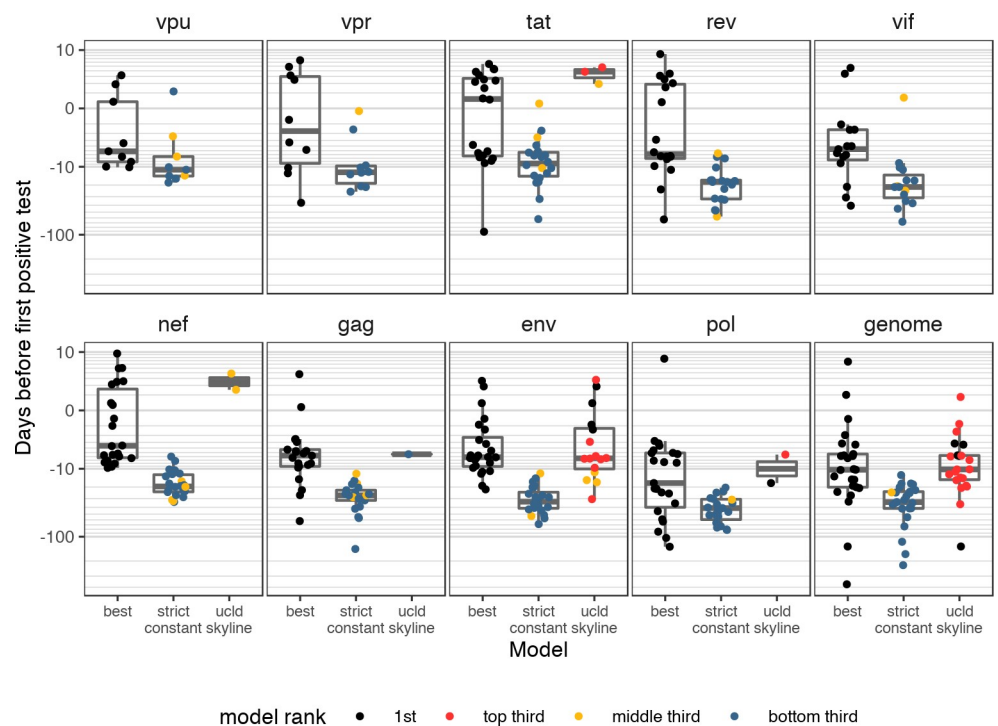 vpu vpr tat rev vif
10
0
-10
-100
Days before first positive test
nef gag env pol genome
10
0
-10
-100
best strict ucld best strict ucld best strict ucld best strict ucld best strict ucld
constant skyline constant skyline constant skyline constant skyline constant skyline
Model
model rank 1st top third middle third bottom third